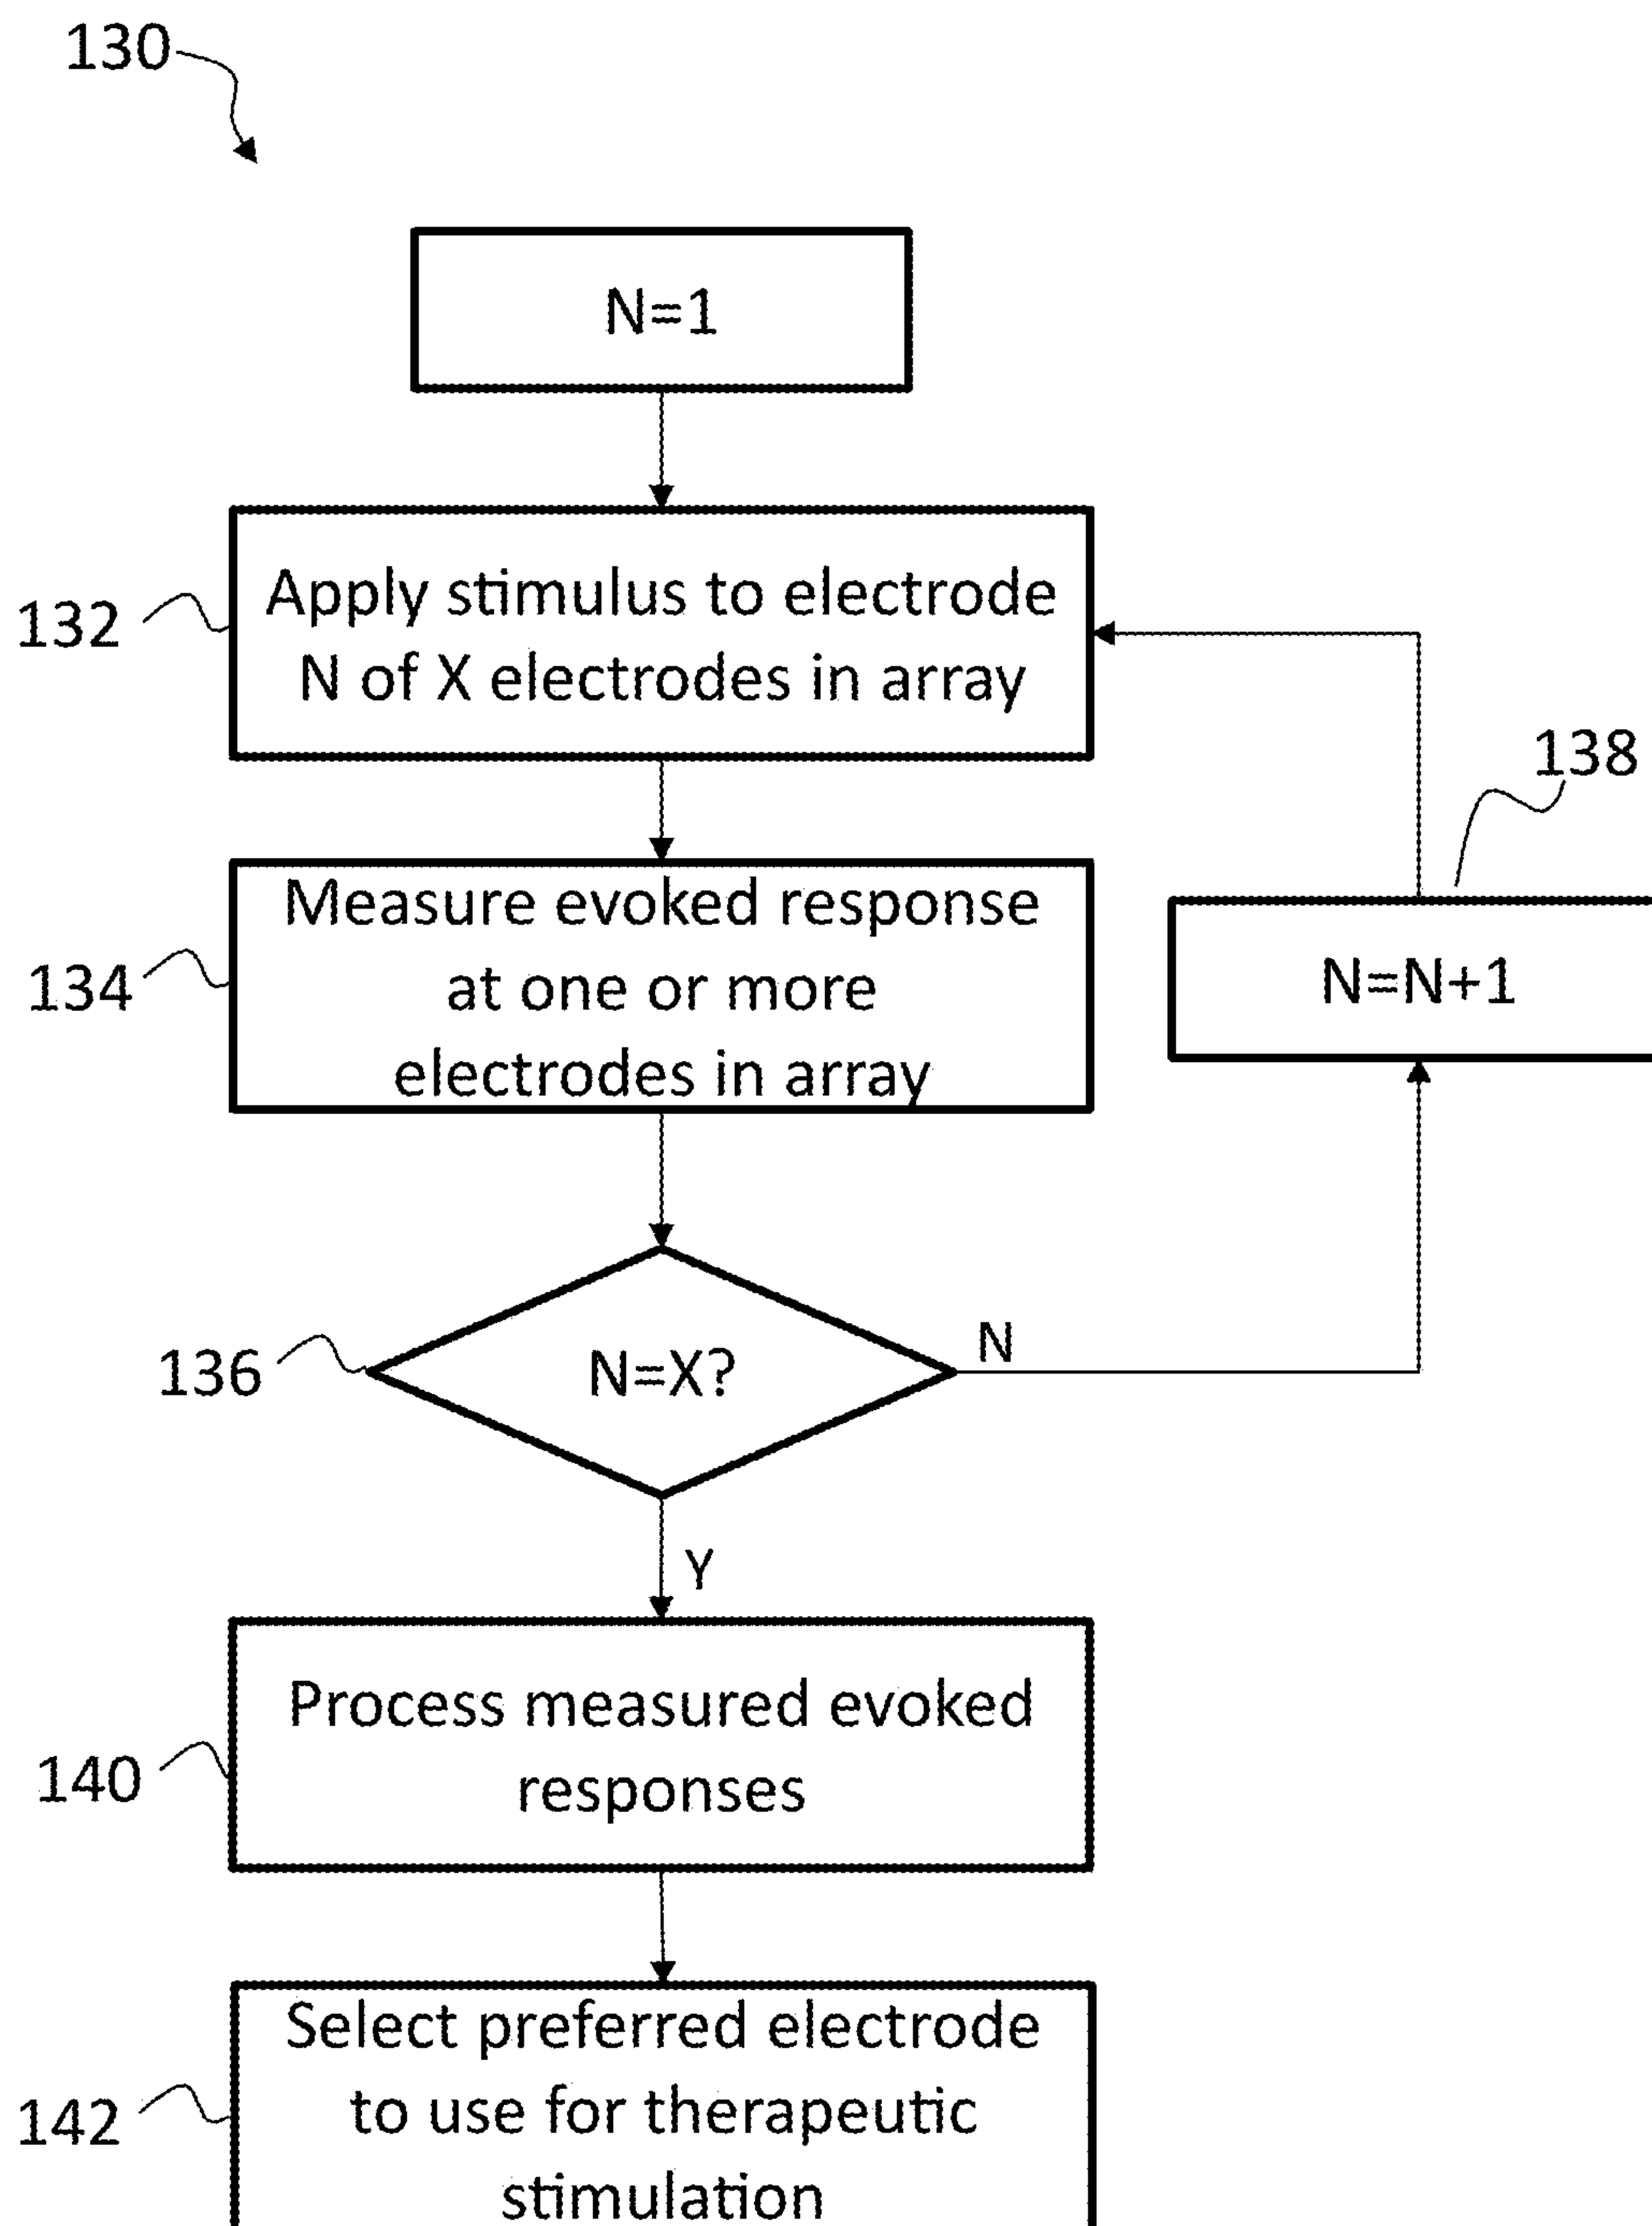 130
N=1
132
Apply stimulus to electrode
N of X electrodes in array
138
134
Measure evoked response
at one or more
electrodes in array
N=N+1
136
N=X?
N
Y
140
Process measured evoked
responses
142
Select preferred electrode
to use for therapeutic
stimulation